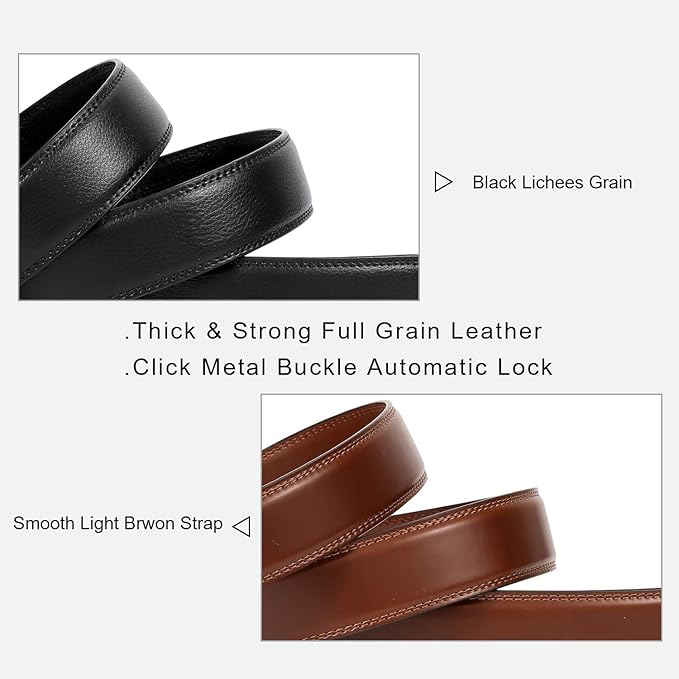 Black Lichees Grain
.Thick & Strong Full Grain Leather
.Click Metal Buckle Automatic Lock
Smooth Light Brwon Strap